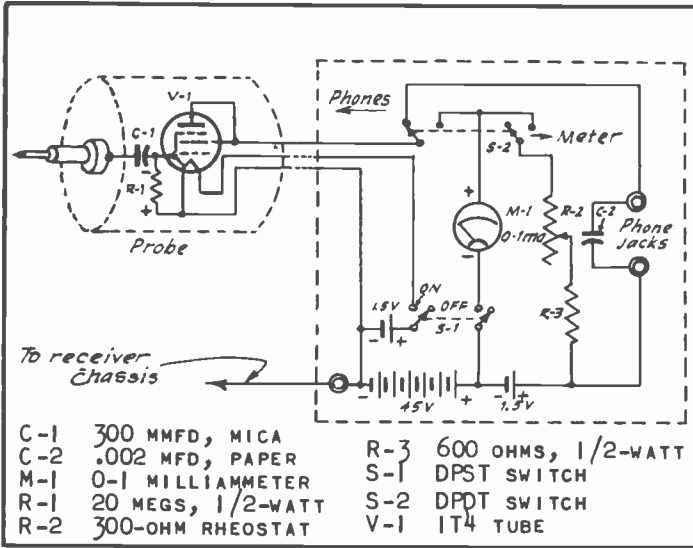 V-1
C-1
R-1
-
+
Probe
Phones
Meter
S-2
+
M-1
0-1ma
-
R-2
C-2
Phone
jacks
R-3
ON
OFF
S-1
1.5V
-
+
To receiver
chassis
-
45V
+
-
1.5V
+
C-1 300 MMFD, MICA
C-2 .002 MFD, PAPER
M-1 0-1 MILLIAMMETER
R-1 20 MEGS, 1/2-WATT
R-2 300-OHM RHEOSTAT
R-3 600 OHMS, 1/2-WATT
S-1 DPST SWITCH
S-2 DPDT SWITCH
V-1 IT4 TUBE